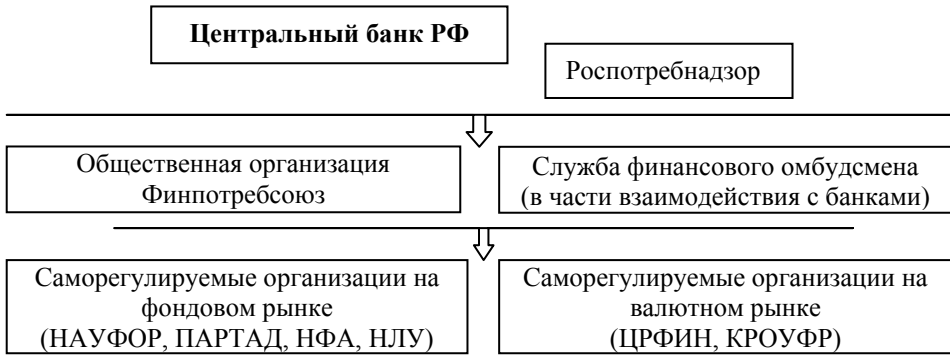 Центральный банк РФ
Роспотребнадзор
Общественная организация
Финпотребсоюз
Служба финансового омбудсмена
(в части взаимодействия с банками)
Саморегулируемые организации на
фондовом рынке
(НАУФОР, ПАРТАД, НФА, НЛУ)
Саморегулируемые организации на
валютном рынке
(ЦРФИН, КРОУФР)